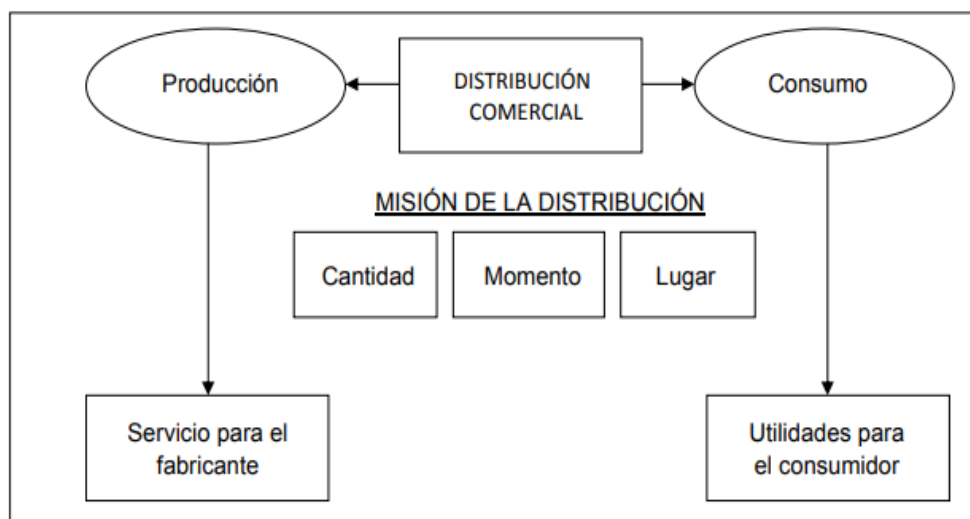 Producción
DISTRIBUCIÓN
COMERCIAL
Consumo
MISIÓN DE LA DISTRIBUCIÓN
Cantidad
Momento
Lugar
Servicio para el
fabricante
Utilidades para
el consumidor